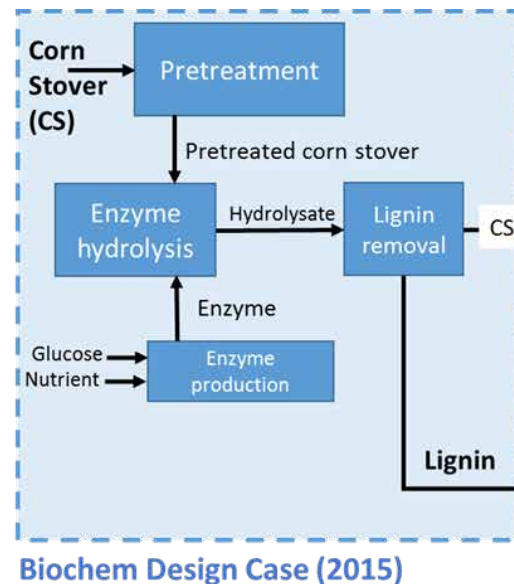 Corn
Stover
(CS)
Pretreatment
Pretreated corn stover
Enzyme
hydrolysis
Hydrolysate
Lignin
removal
CS
Enzyme
Glucose
Nutrient
Enzyme
production
Lignin
Biochem Design Case (2015)